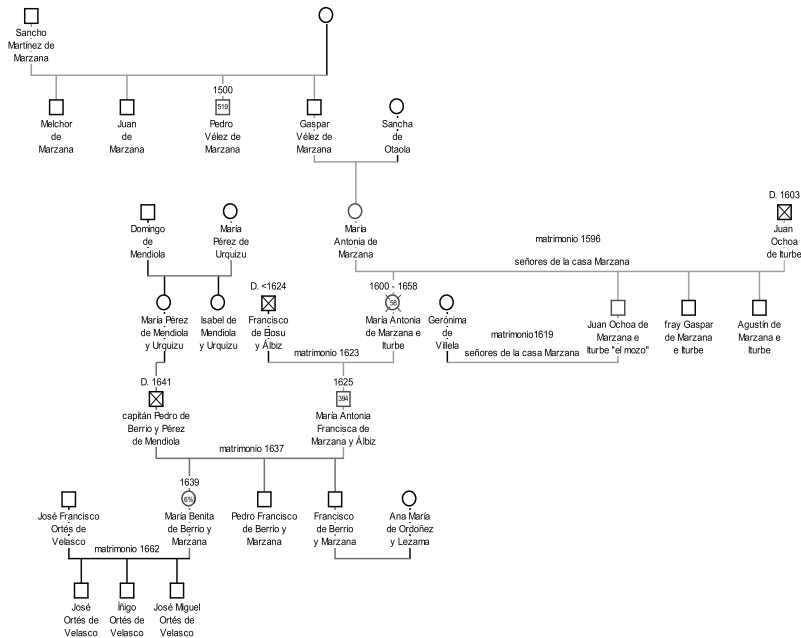 Sancho
Martínez de
Marzana
1500
519
Melchor
de
Marzana
Juan
de
Marzana
Pedro
Vélez de
Marzana
Gaspar
Vélez de
Marzana
Sancha
de
Otaola
D. 1603
Domingo
de
Mendiola
María
Pérez de
Urquizu
María
Antonia de
Marzana
matrimonio 1596
señores de la casa Marzana
Juan
Ochoa
de Iturbe
D. <1624
1600 - 1658
58
María Pérez
de Mendiola
y Urquizu
Isabel de
Mendiola
y Urquizu
Francisco
de Elosu
y Álbiz
María Antonia
de Marzana e
Iturbe
Gerónima
de
Villela
Juan Ochoa de
Marzana e
Iturbe "el mozo"
fray Gaspar
de Marzana
e Iturbe
Agustín de
Marzana e
Iturbe
matrimonio 1623
matrimonio1619
señores de la casa Marzana
D. 1641
1625
394
capitán Pedro de
Berrio y Pérez
de Mendiola
María Antonia
Francisca de
Marzana y Álbiz
matrimonio 1637
1639
José Francisco
Ortés de
Velasco
María Benita
de Berrio y
Marzana
Pedro Francisco
de Berrio y
Marzana
Francisco
de Berrio
y Marzana
Ana María
de Ordoñez
y Lezama
matrimonio 1662
José
Ortés de
Velasco
Íñigo
Ortés de
Velasco
José Miguel
Ortés de
Velasco